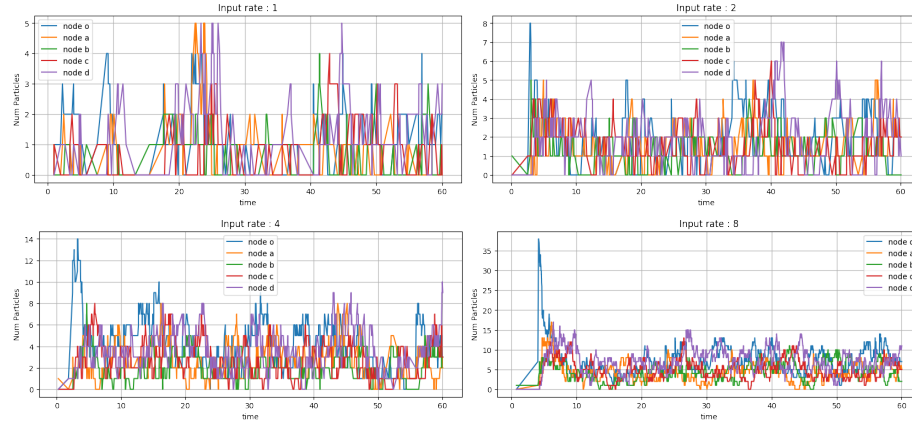 Input rate : 1
Num Particles
5
4
3
2
1
0
node o
node a
node b
node c
node d
0 10 20 30 40 50 60
time
Input rate : 2
Num Particles
8
7
6
5
4
3
2
1
0
node o
node a
node b
node c
node d
0 10 20 30 40 50 60
time
Input rate : 4
Num Particles
14
12
10
8
6
4
2
0
node o
node a
node b
node c
node d
0 10 20 30 40 50 60
time
Input rate : 8
Num Particles
35
30
25
20
15
10
5
0
node o
node a
node b
node c
node d
0 10 20 30 40 50 60
time